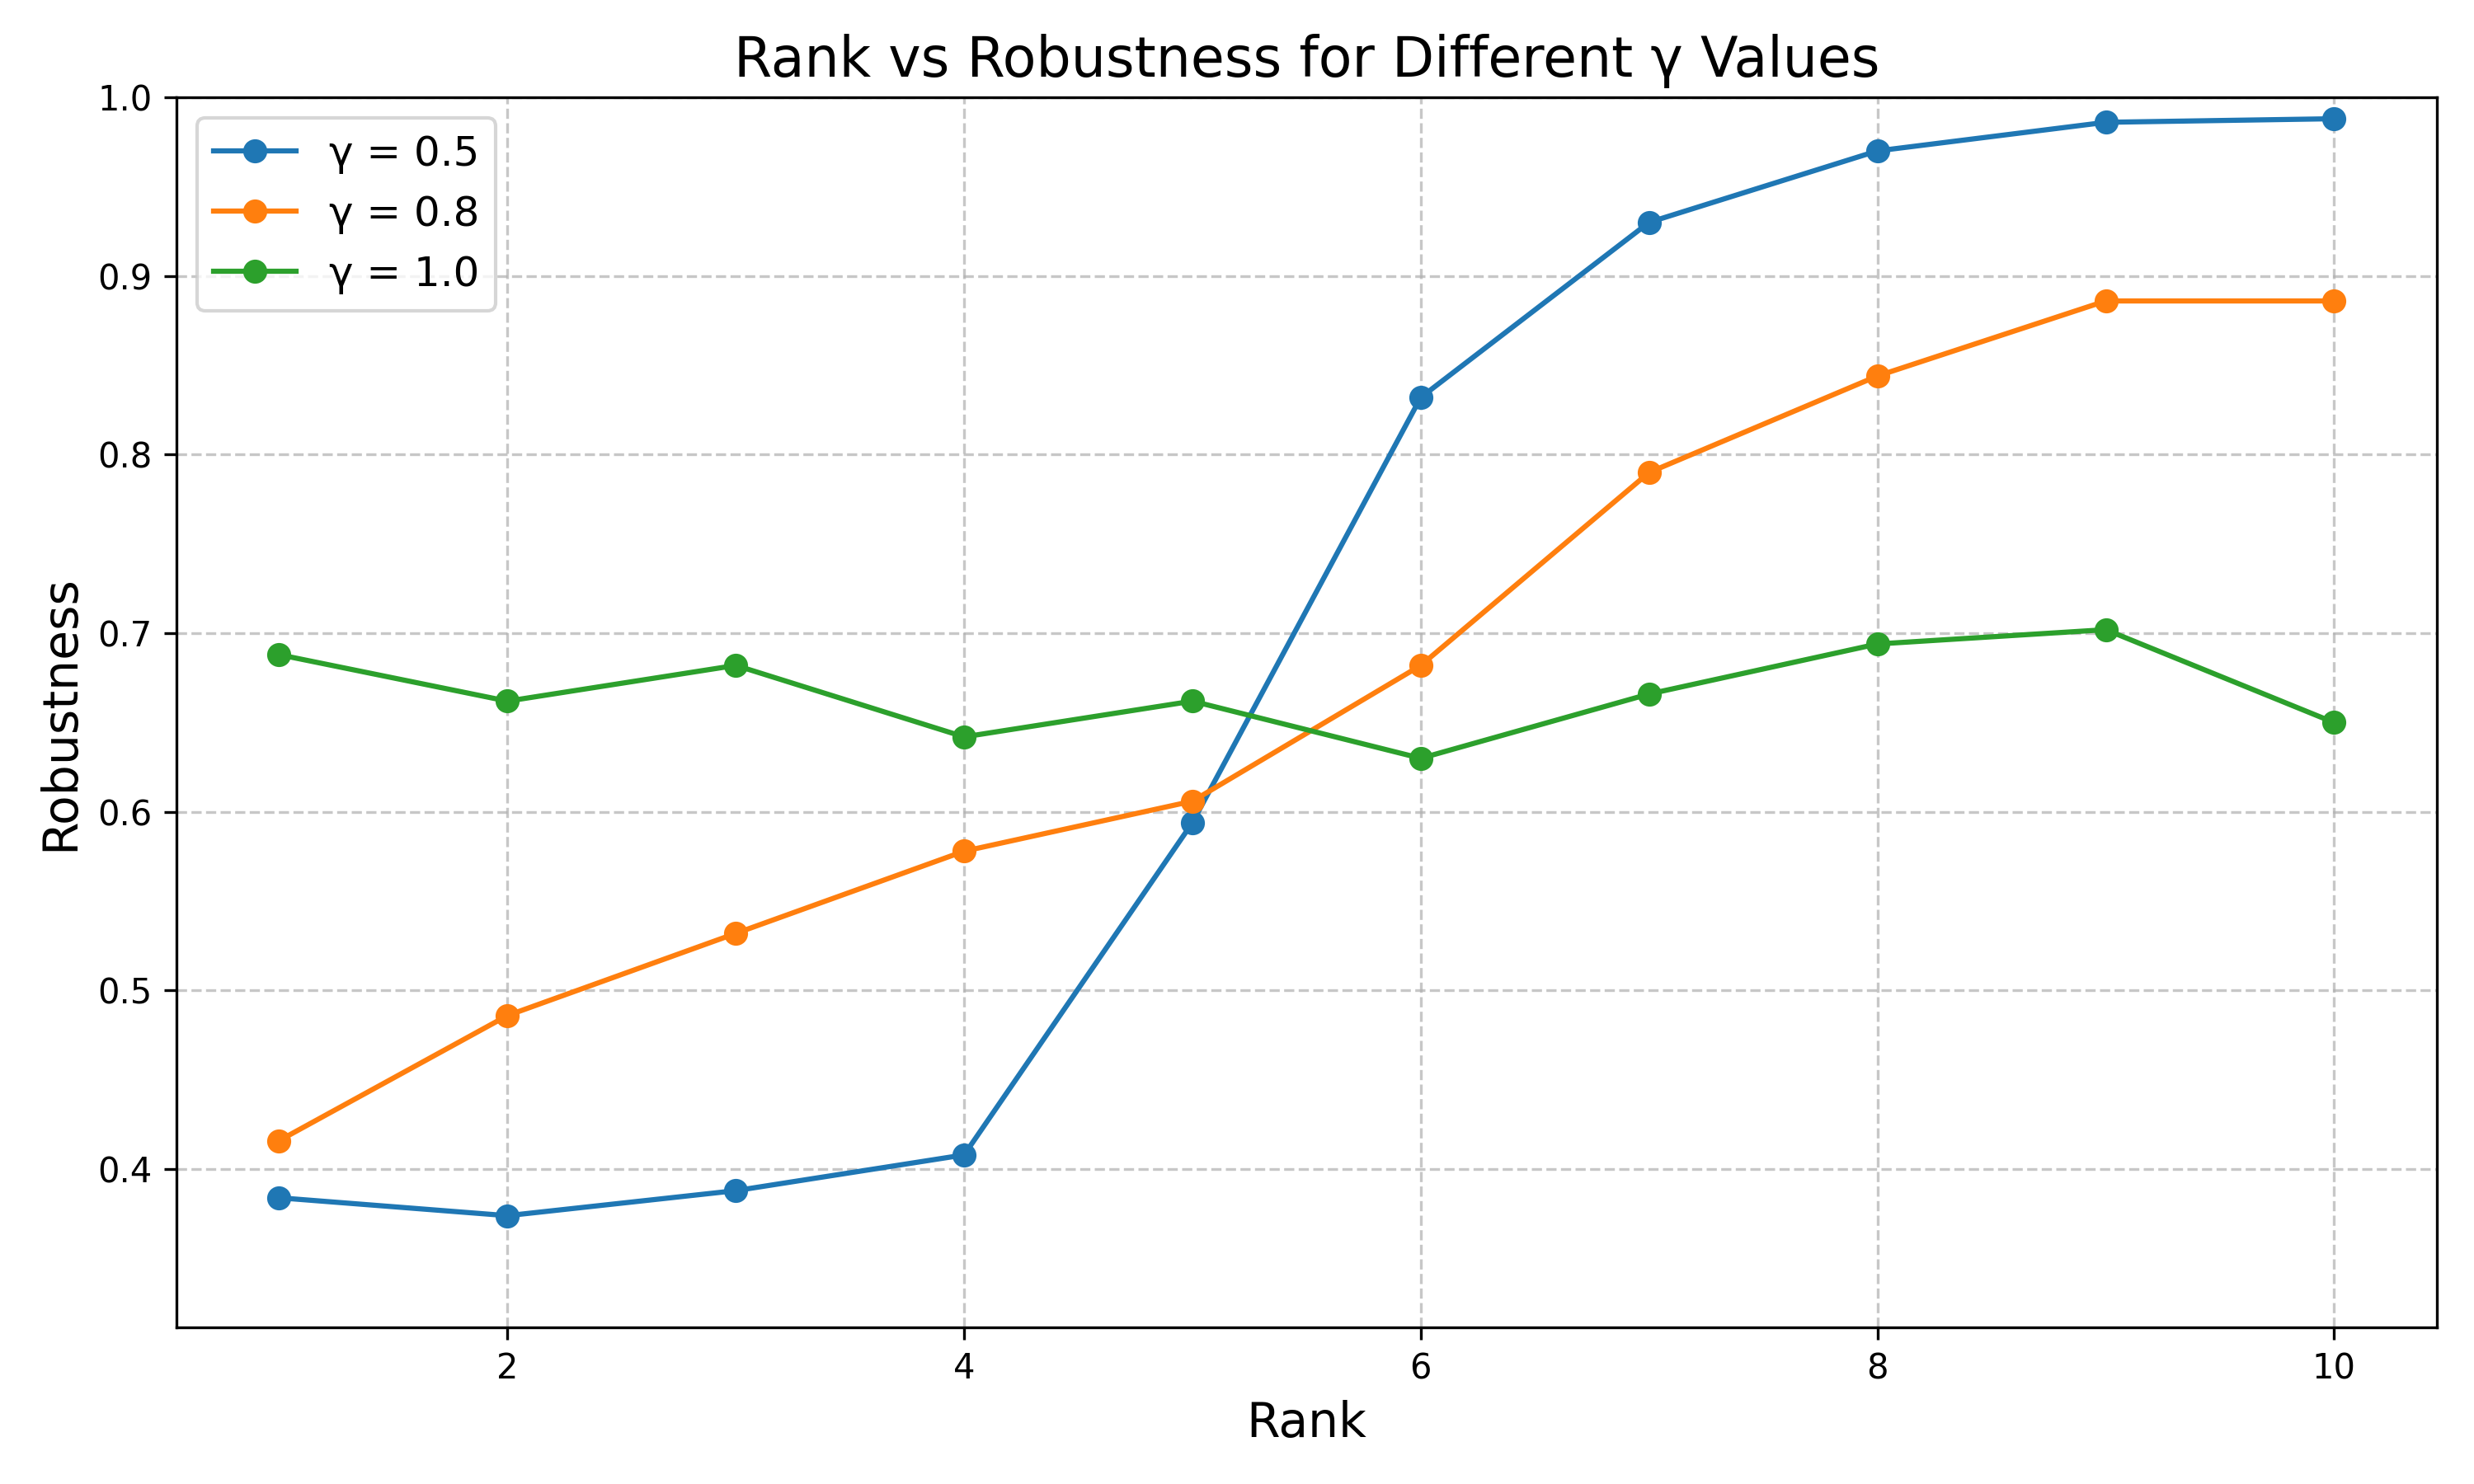 Rank vs Robustness for Different γ Values
γ = 0.5
γ = 0.8
γ = 1.0
1.0
0.9
0.8
0.7
0.6
0.5
0.4
Robustness
2 4 6 8 10
Rank